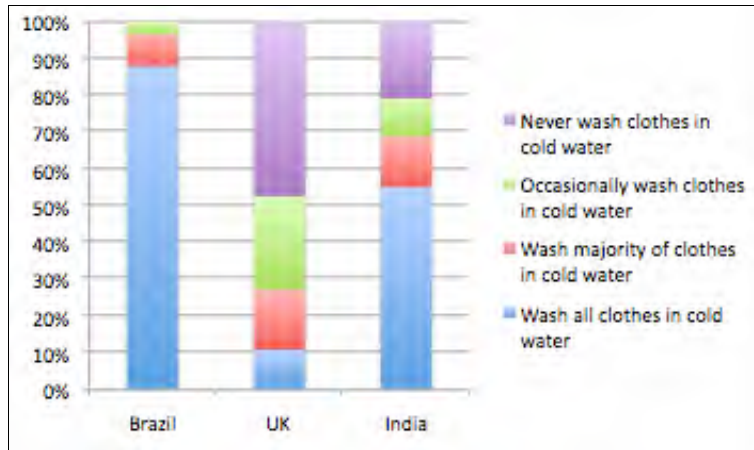 100%
90%
80%
70%
60%
50%
40%
30%
20%
10%
0%
Brazil UK India
Never wash clothes in
cold water
Occasionally wash clothes
in cold water
Wash majority of clothes
in cold water
Wash all clothes in cold
water